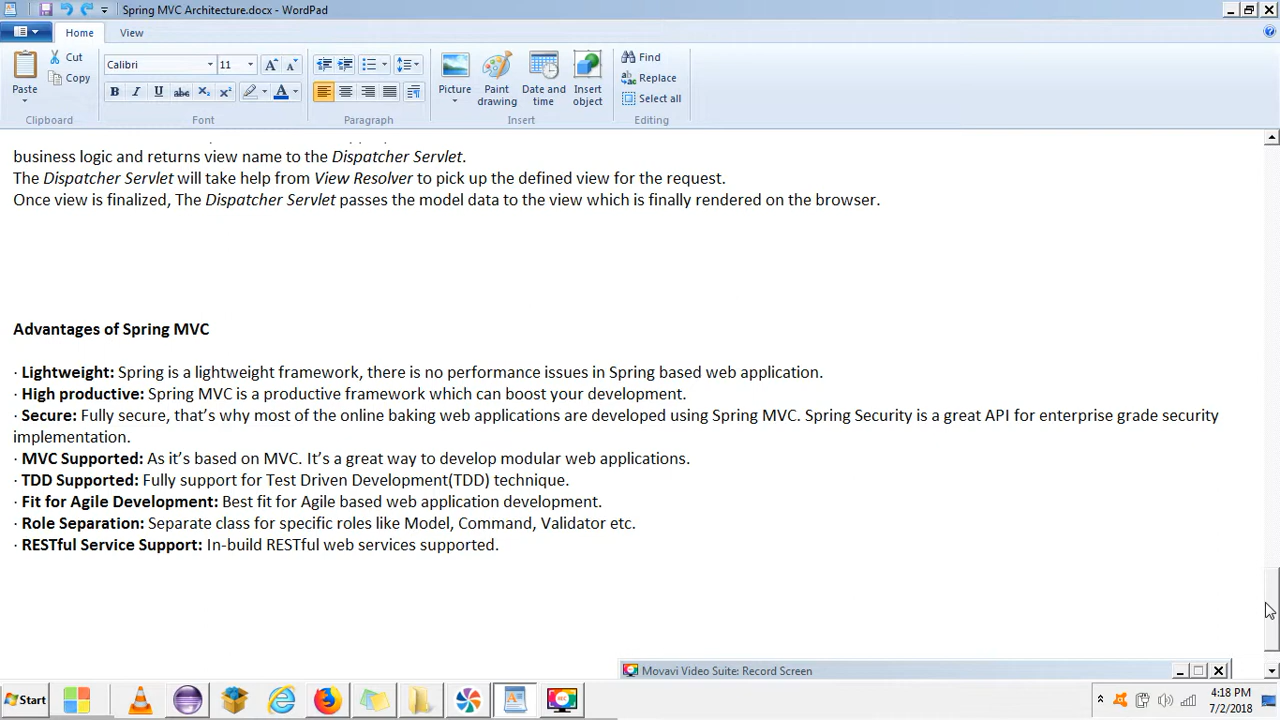 Spring MVC Architecture.docx - WordPad
Home View
Paste
Cut
Copy
Clipboard
Calibri 11
B I U abc X₂ X² A
Font
Paragraph
Picture
Paint drawing
Date and time
Insert object
Insert
Find
Replace
Select all
Editing
business logic and returns view name to the Dispatcher Servlet.
The Dispatcher Servlet will take help from View Resolver to pick up the defined view for the request.
Once view is finalized, The Dispatcher Servlet passes the model data to the view which is finally rendered on the browser.
Advantages of Spring MVC
· Lightweight: Spring is a lightweight framework, there is no performance issues in Spring based web application.
· High productive: Spring MVC is a productive framework which can boost your development.
· Secure: Fully secure, that’s why most of the online baking web applications are developed using Spring MVC. Spring Security is a great API for enterprise grade security
implementation.
· MVC Supported: As it’s based on MVC. It’s a great way to develop modular web applications.
· TDD Supported: Fully support for Test Driven Development(TDD) technique.
· Fit for Agile Development: Best fit for Agile based web application development.
· Role Separation: Separate class for specific roles like Model, Command, Validator etc.
· RESTful Service Support: In-build RESTful web services supported.
Movavi Video Suite: Record Screen
Start
4:18 PM
7/2/2018